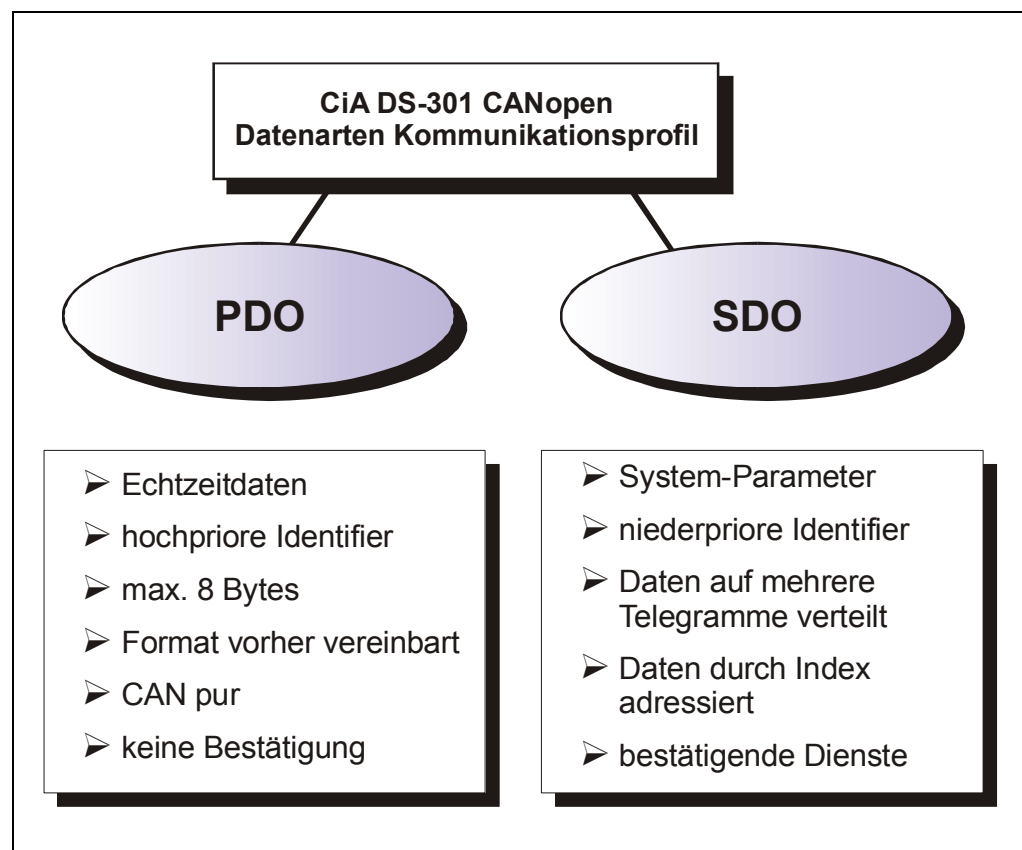 CiA DS-301 CANopen
Datenarten Kommunikationsprofil
PDO
SDO
➢ Echtzeitdaten
➢ hochpriore Identifier
➢ max. 8 Bytes
➢ Format vorher vereinbart
➢ CAN pur
➢ keine Bestätigung
➢ System-Parameter
➢ niederpriore Identifier
➢ Daten auf mehrere
Telegramme verteilt
➢ Daten durch Index
adressiert
➢ bestätigende Dienste